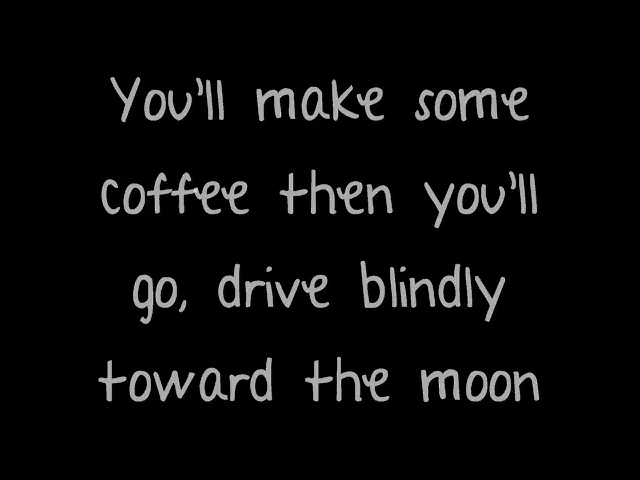 You'll make some
coffee then you'll
go, drive blindly
toward the moon